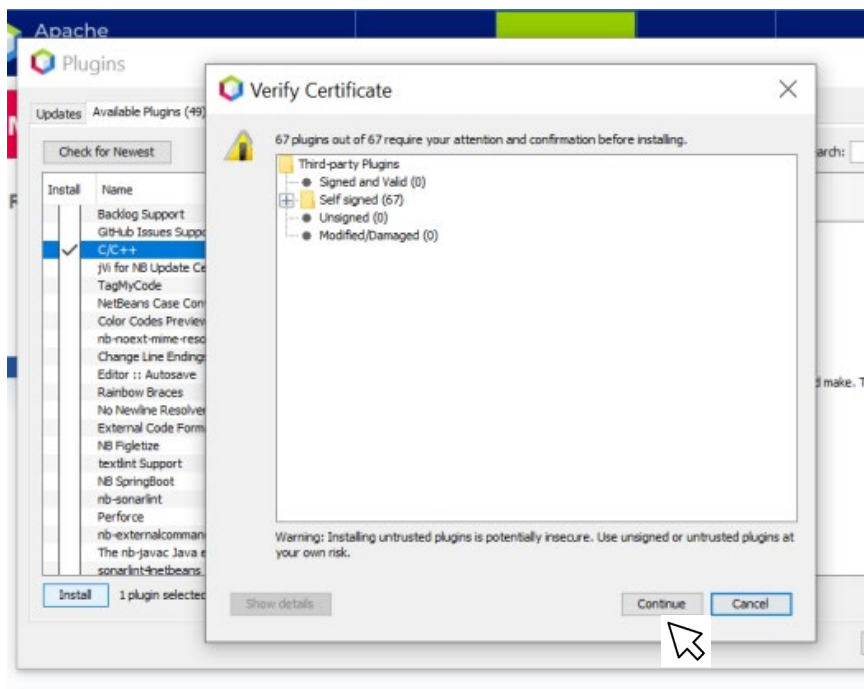 Apache
Plugins
Updates Available Plugins (49)
Check for Newest
arch:
Install Name
Backlog Support
GitHub Issues Suppo
C/C++
jVi for NB Update Ce
TagMyCode
NetBeans Case Con
Color Codes Preview
nb-noext-mime-reso
Change Line Endings
Editor :: Autosave
Rainbow Braces
No Newline Resolver
External Code Form
NB Figletize
textlint Support
NB SpringBoot
nb-sonarlint
Perforce
nb-externalcomman
The nb-javac Java e
sonarlint4netbeans
Install 1 plugin selected
d make. T
Verify Certificate
67 plugins out of 67 require your attention and confirmation before installing.
Third-party Plugins
Signed and Valid (0)
Self signed (67)
Unsigned (0)
Modified/Damaged (0)
Warning: Installing untrusted plugins is potentially insecure. Use unsigned or untrusted plugins at
your own risk.
Show details Continue Cancel